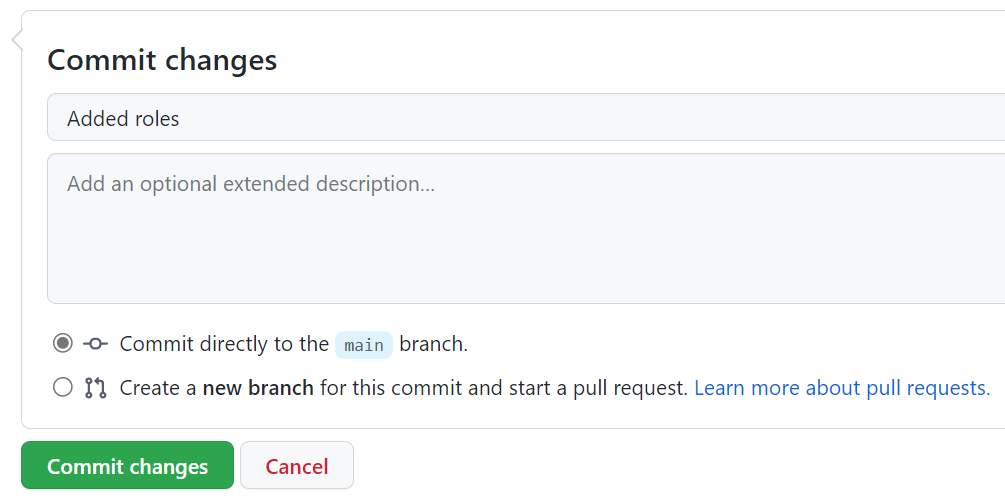 Commit changes
Added roles
Add an optional extended description...
Commit directly to the main branch.
Create a new branch for this commit and start a pull request. Learn more about pull requests.
Commit changes Cancel